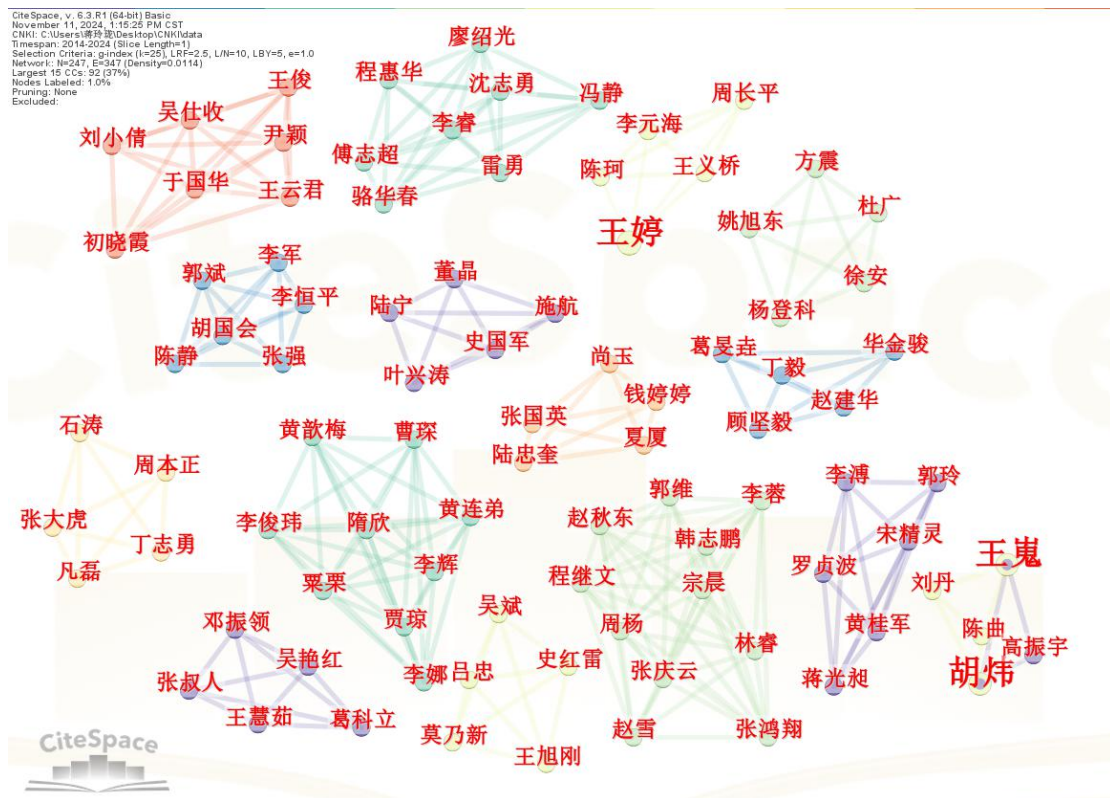 CiteSpace, v. 6.3.R1 (64-bit) Basic
November 11, 2024, 1:15:25 PM CST
CNKI: C:\Users\蒋玲珑\Desktop\CNKI\data
Timespan: 2014-2024 (Slice Length=1)
Selection Criteria: g-index (k=25), LRF=2.5, L/N=10, LBY=5, e=1.0
Network: N=247, E=347 (Density=0.0114)
Largest 15 CCs: 92 (37%)
Nodes Labeled: 1.0%
Pruning: None
Excluded:
王俊
吴仕收
刘小倩
尹颖
于国华
王云君
初晓霞
廖绍光
程惠华
沈志勇
冯静
李睿
傅志超
雷勇
骆华春
周长平
李元海
陈珂
王义桥
王婷
方震
杜广
姚旭东
徐安
杨登科
李军
郭斌
李恒平
胡国会
陈静
张强
董晶
陆宁
施航
史国军
叶兴涛
尚玉
钱婷婷
张国英
夏厦
陆忠奎
葛旻垚
华金骏
丁毅
赵建华
顾坚毅
石涛
周本正
张大虎
丁志勇
凡磊
黄歆梅
曹琛
黄连弟
李俊玮
隋欣
李辉
粟栗
贾琼
李娜
郭维
李蓉
赵秋东
韩志鹏
程继文
宗晨
周杨
林睿
张庆云
赵雪
张鸿翔
李溥
郭玲
宋精灵
罗贞波
黄桂军
蒋光昶
王嵬
刘丹
陈曲
高振宇
胡炜
邓振领
吴艳红
张叔人
王慧茹
葛科立
吴斌
吕忠
史红雷
莫乃新
王旭刚
CiteSpace